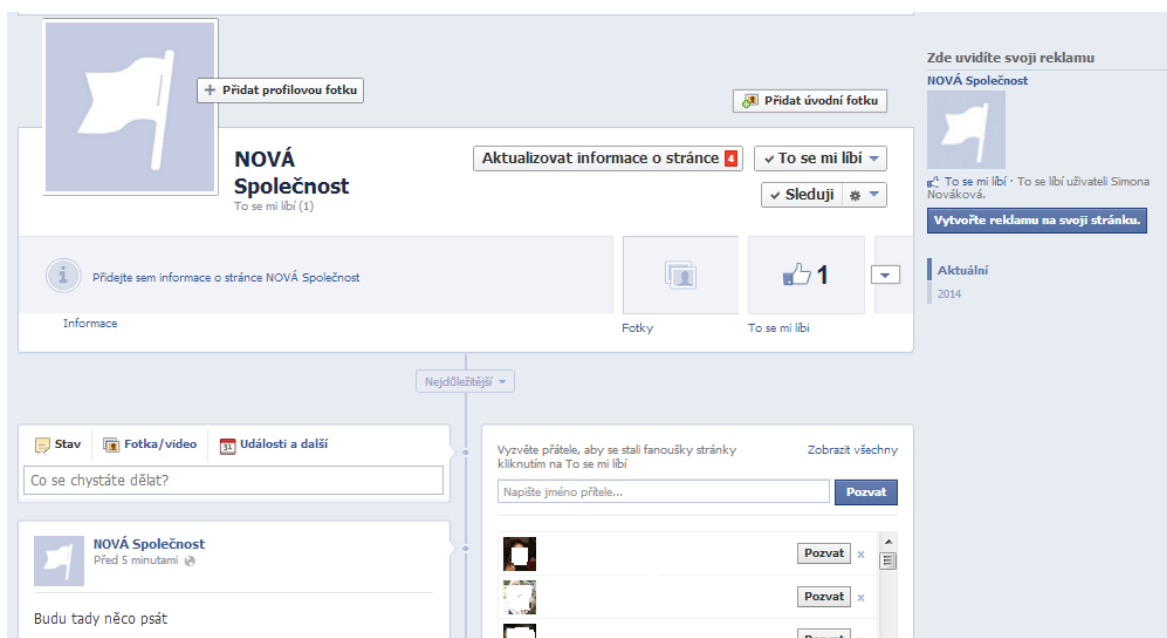 Přidat profilovou fotku
Přidat úvodní fotku
NOVÁ
Společnost
To se mi líbí (1)
Aktualizovat informace o stránce 4
To se mi líbí
Sleduji
i
Přidejte sem informace o stránce NOVÁ Společnost
1
Informace
Fotky
To se mi líbi
Nejdůležitější
Stav
Fotka/video
31 Události a další
Co se chystáte dělat?
NOVÁ Společnost
Před 5 minutami
Budu tady něco psát
Vyzvěte přátele, aby se stali fanoušky stránky
kliknutím na To se mi líbí
Zobrazit všechny
Napište jméno přítele...
Pozvat
Pozvat x
Pozvat x
Pozvat x
Zde uvidíte svoji reklamu
NOVÁ Společnost
To se mi líbí · To se líbí uživateli Simona
Nováková.
Vytvořte reklamu na svoji stránku.
Aktuální
2014